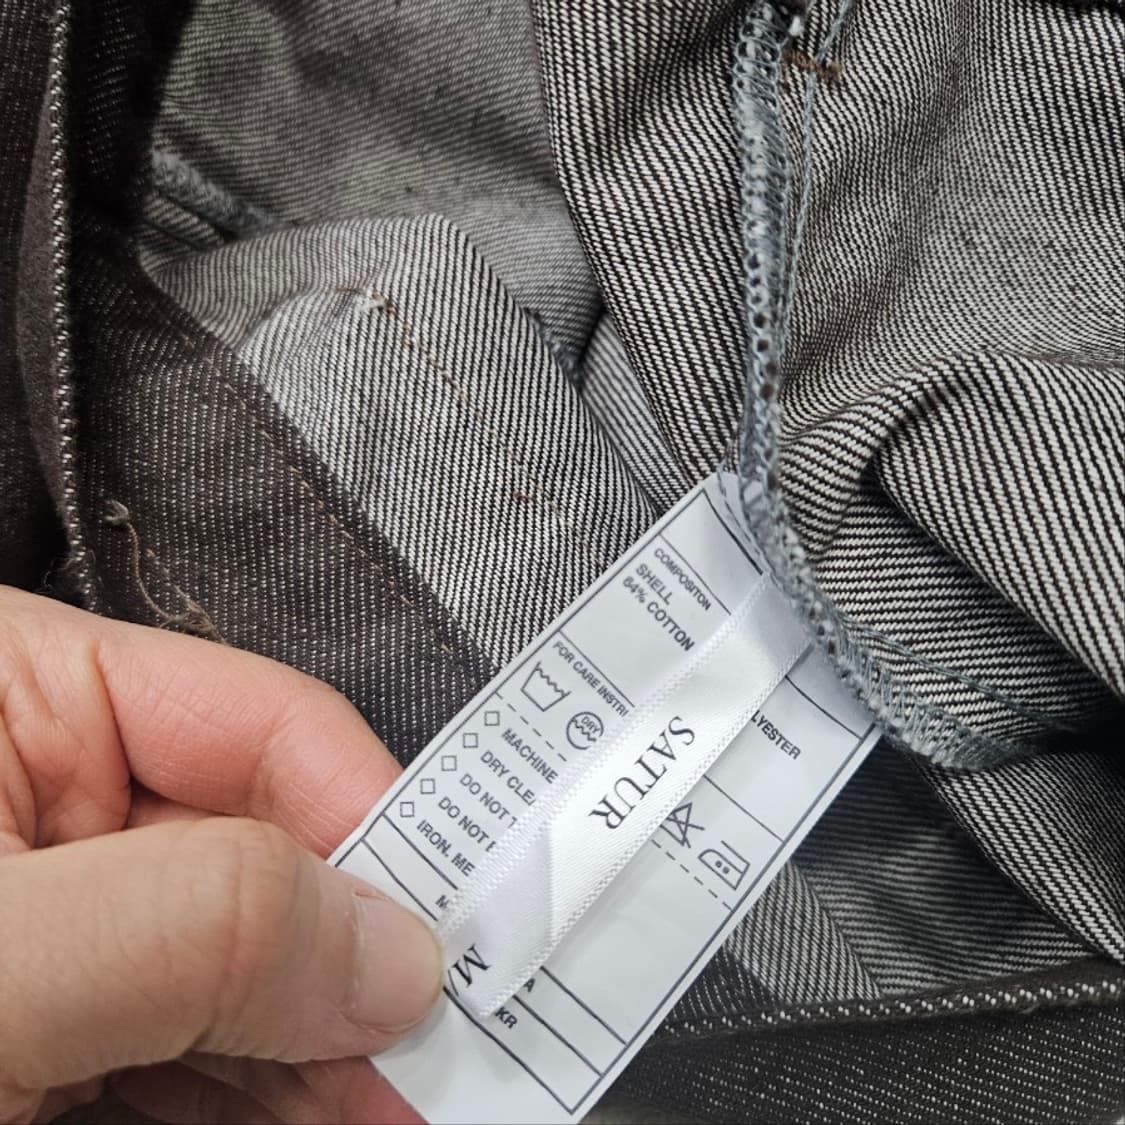 COMPOSITON
SHELL
64% COTTON
LYESTER
FOR CARE INSTRI
DRY
MACHINE
DRY CLE
DO NOT
DO NOT
IRON, ME
SATUR
M
A
KR